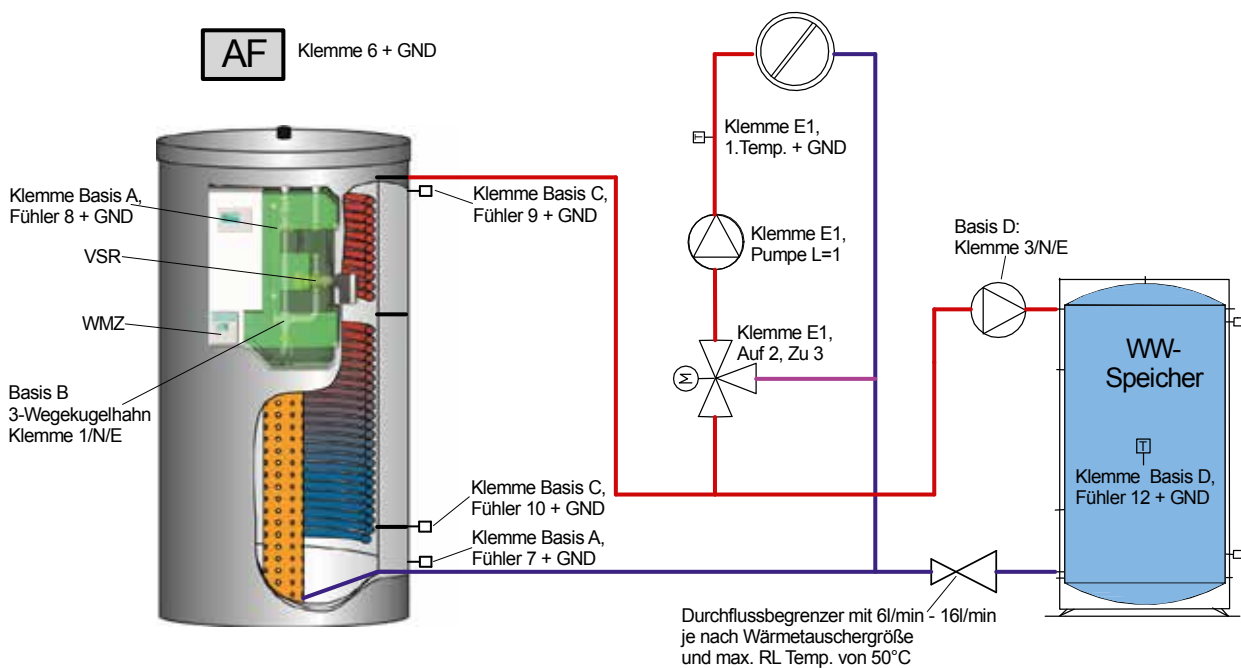 AF
Klemme 6 + GND
Klemme E1,
1.Temp. + GND
T
Klemme Basis A,
Fühler 8 + GND
Klemme Basis C,
Fühler 9 + GND
VSR
Klemme E1,
Pumpe L=1
Basis D:
Klemme 3/N/E
WMZ
Klemme E1,
Auf 2, Zu 3
M
WW-
Speicher
Basis B
3-Wegekugelhahn
Klemme 1/N/E
T
Klemme Basis D,
Fühler 12 + GND
Klemme Basis C,
Fühler 10 + GND
Klemme Basis A,
Fühler 7 + GND
Durchflussbegrenzer mit 6l/min - 16l/min
je nach Wärmetauschergröße
und max. RL Temp. von 50°C